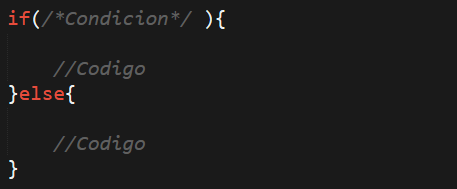 if(/*Condicion*/ ){
//Codigo
}else{
//Codigo
}